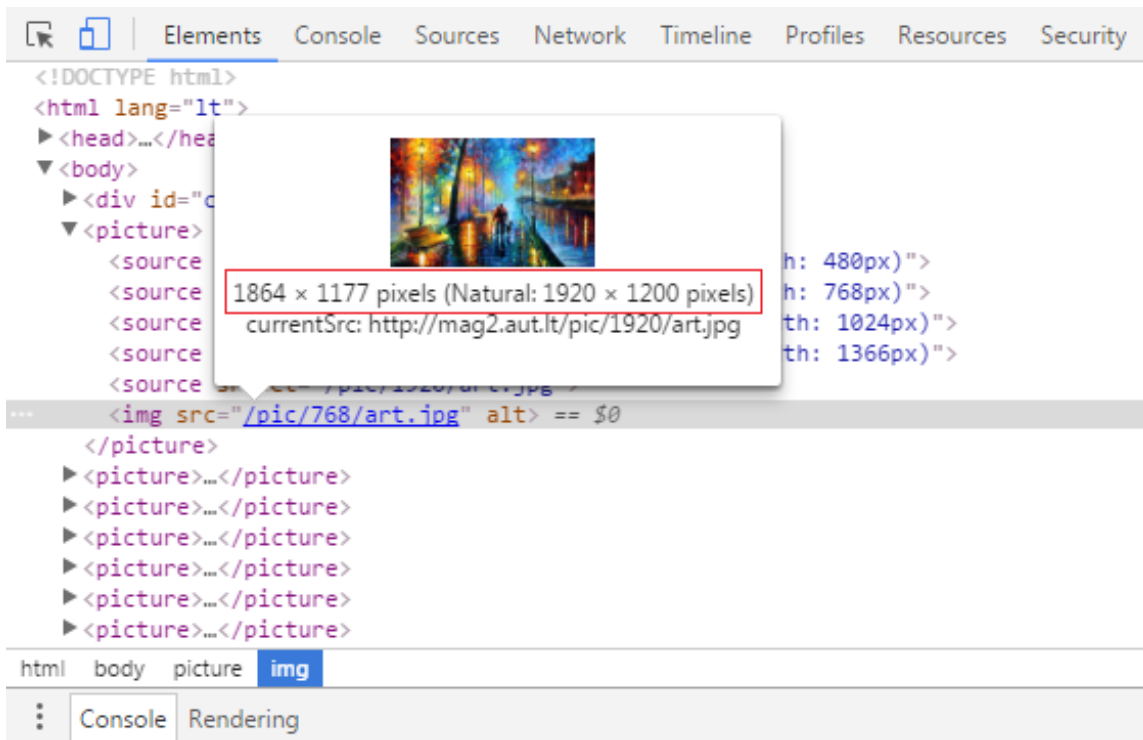 Elements Console Sources Network Timeline Profiles Resources Security
<!DOCTYPE html>
<html lang="lt">
▶<head>…</hea
▼<body>
▶<div id="c
▼<picture>
<source h: 480px)">
<source h: 768px)">
<source th: 1024px)">
<source th: 1366px)">
1864 × 1177 pixels (Natural: 1920 × 1200 pixels)
currentSrc: http://mag2.aut.lt/pic/1920/art.jpg
<source
... <img src="/pic/768/art.jpg" alt> == $0
</picture>
▶<picture>…</picture>
▶<picture>…</picture>
▶<picture>…</picture>
▶<picture>…</picture>
▶<picture>…</picture>
▶<picture>…</picture>
html body picture img
Console Rendering